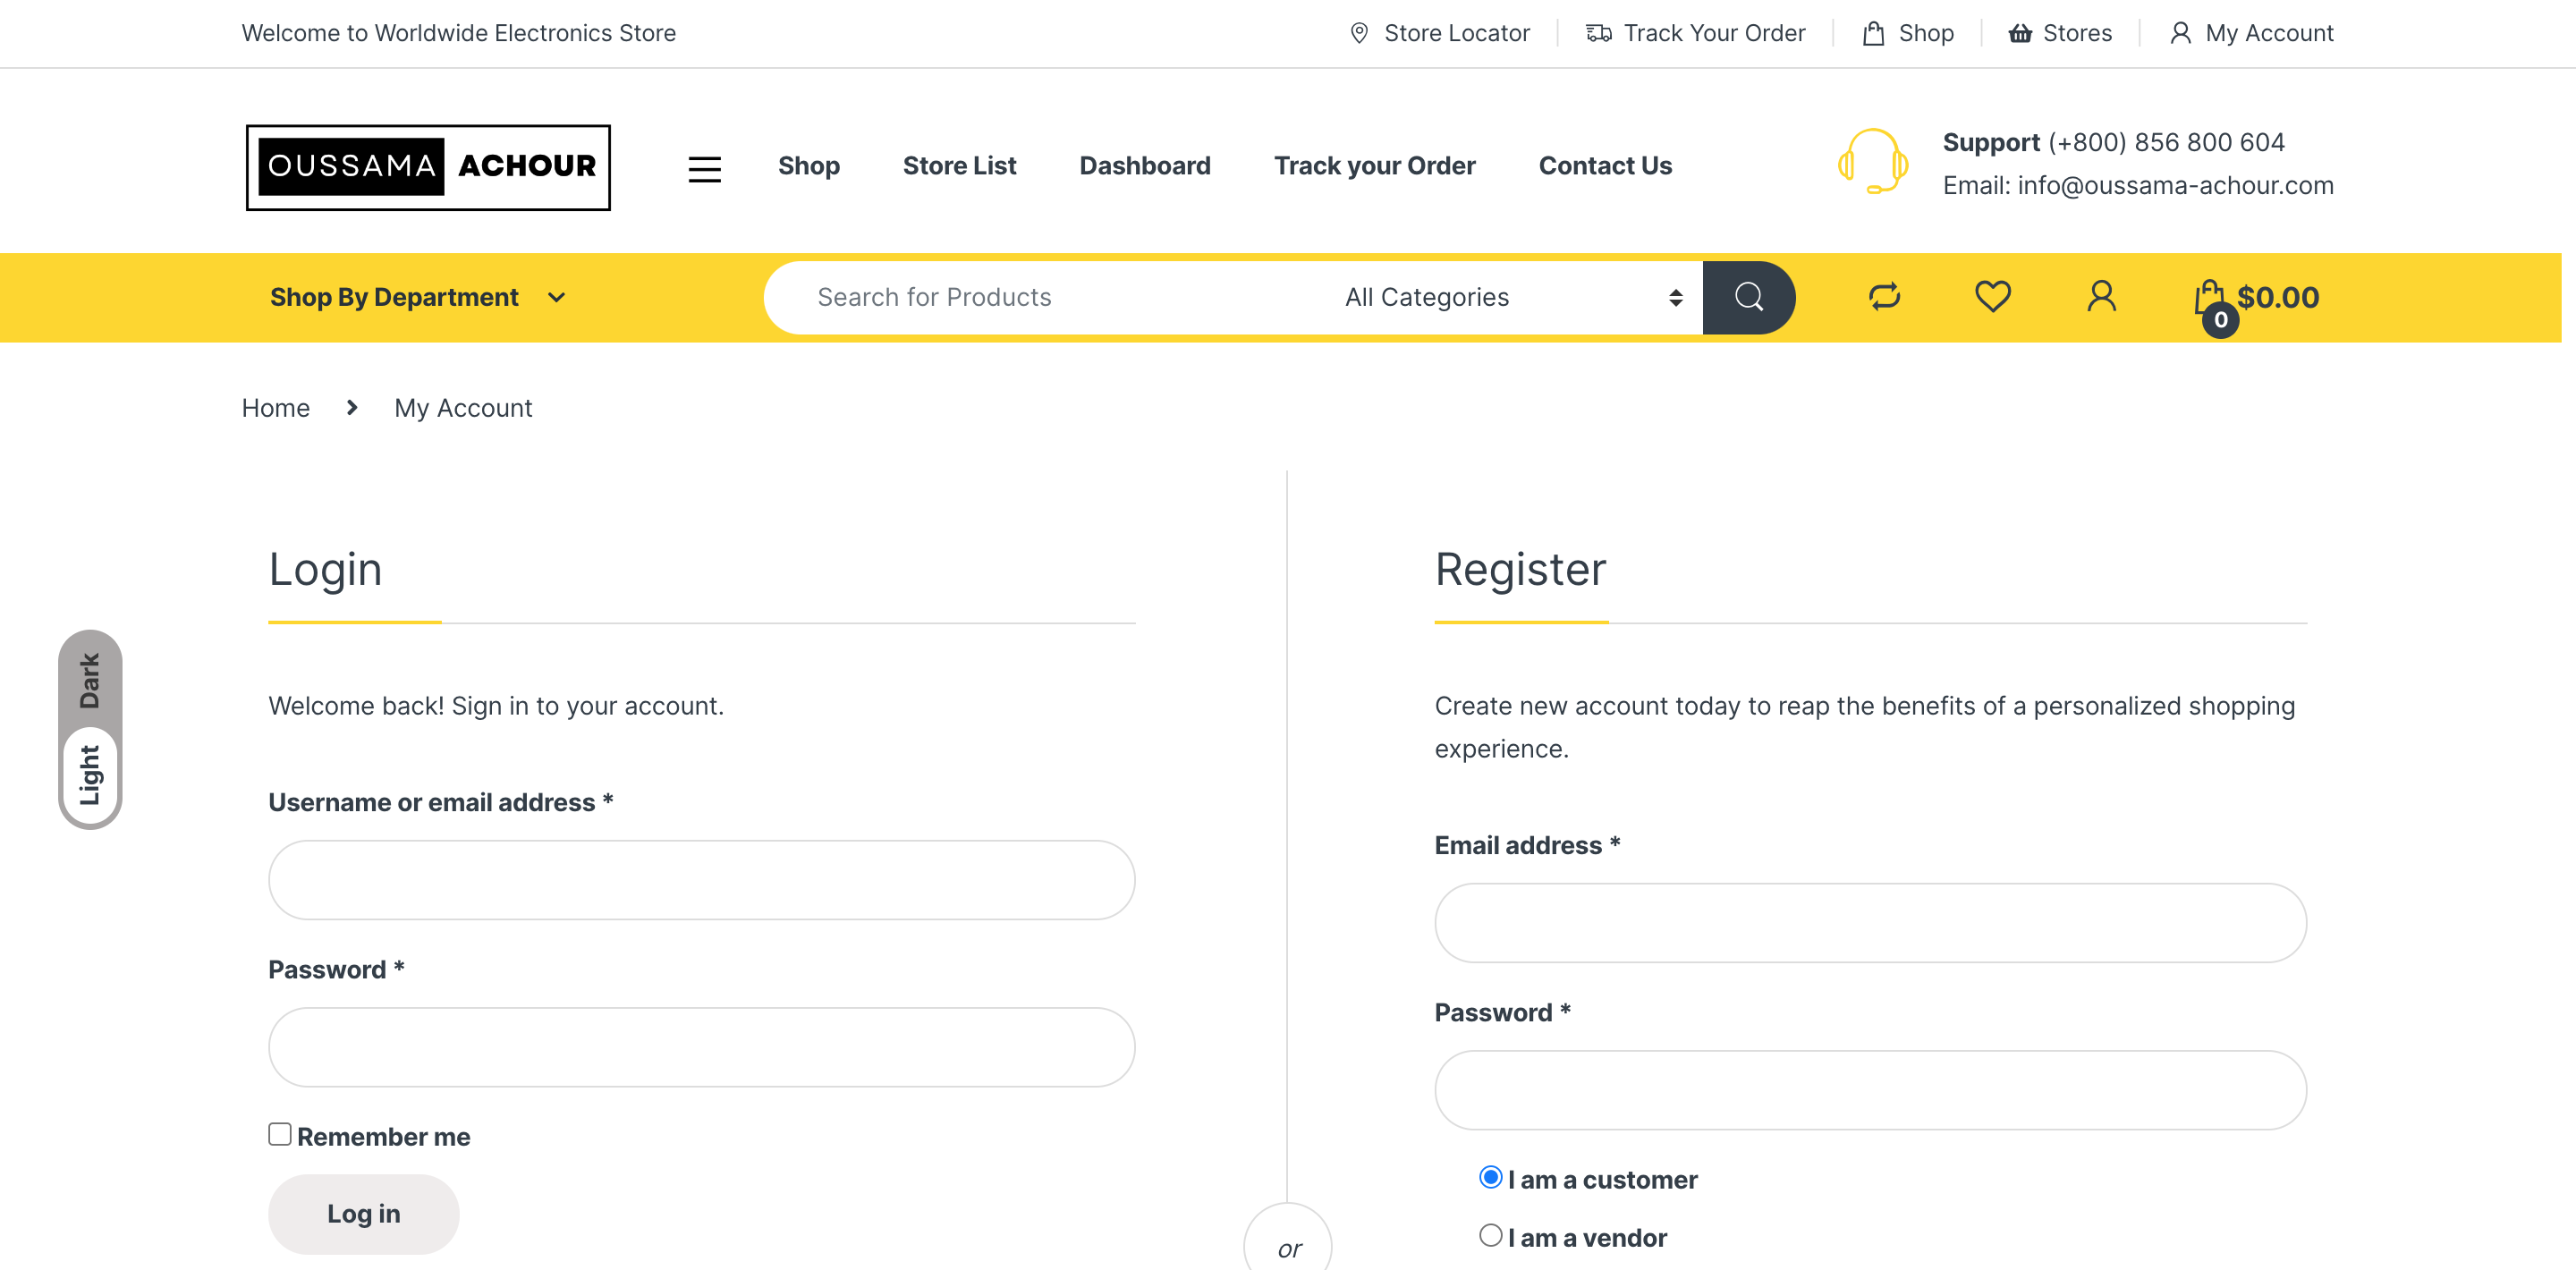 Welcome to Worldwide Electronics Store
Store Locator
Track Your Order
Shop
Stores
My Account
OUSSAMA ACHOUR
Shop
Store List
Dashboard
Track your Order
Contact Us
Support (+800) 856 800 604
Email: info@oussama-achour.com
Shop By Department
Search for Products
All Categories
0
$0.00
Home
My Account
Login
Welcome back! Sign in to your account.
Username or email address *
Password *
Remember me
Log in
Dark
Light
or
Register
Create new account today to reap the benefits of a personalized shopping
experience.
Email address *
Password *
I am a customer
I am a vendor